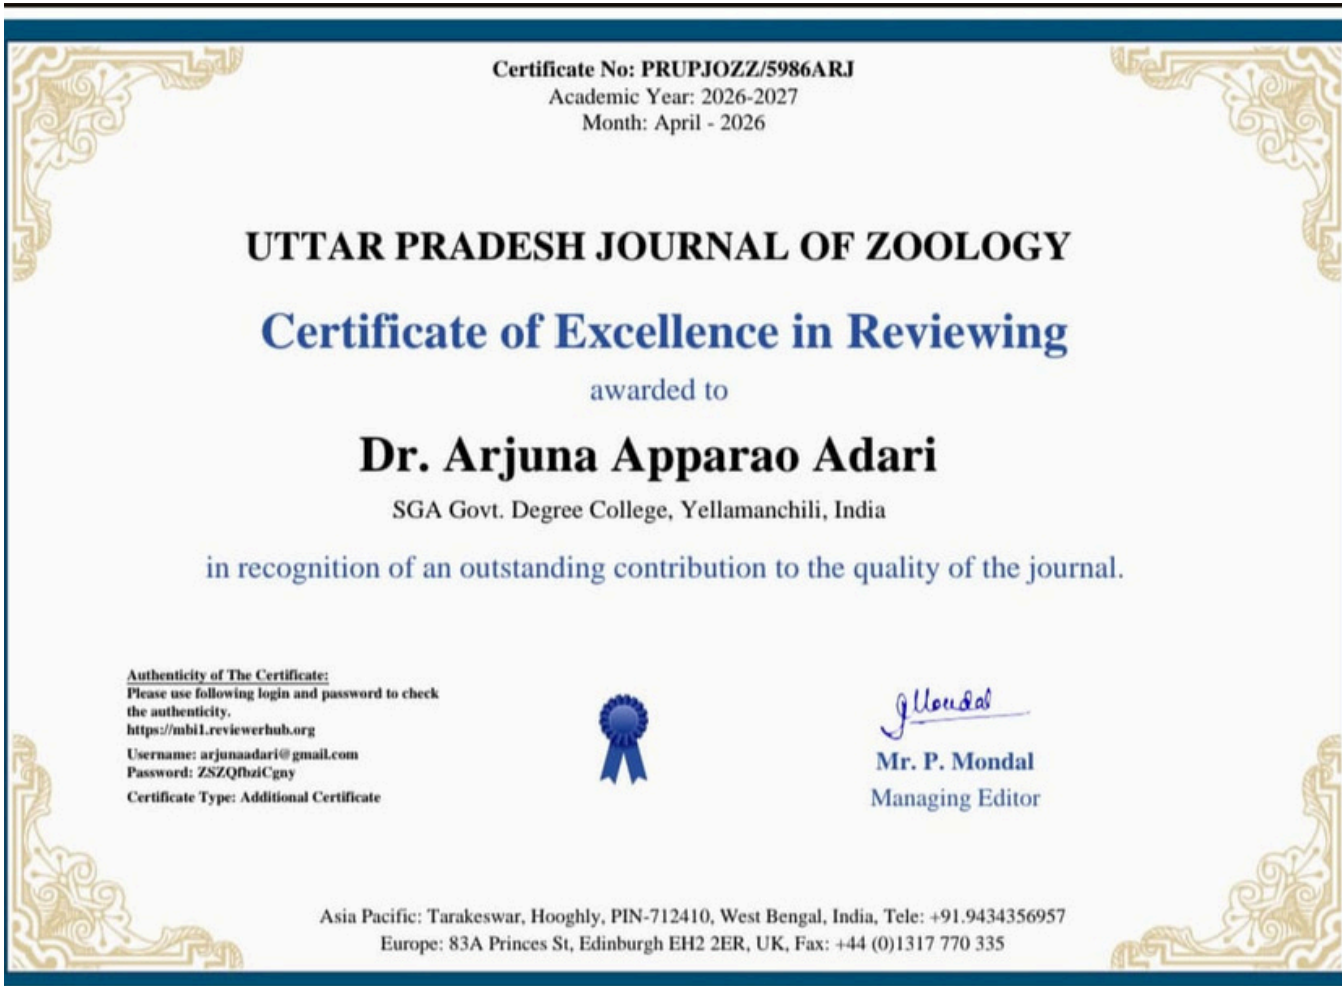 Certificate No: PRUPJOZZ/5986ARJ
Academic Year: 2026-2027
Month: April - 2026
UTTAR PRADESH JOURNAL OF ZOOLOGY
Certificate of Excellence in Reviewing
awarded to
Dr. Arjuna Apparao Adari
SGA Govt. Degree College, Yellamanchili, India
in recognition of an outstanding contribution to the quality of the journal.
Authenticity of The Certificate:
Please use following login and password to check
the authenticity.
https://mbi1.reviewerhub.org
Username: arjunaadari@gmail.com
Password: ZSZQfbziCgny
Certificate Type: Additional Certificate
Mr. P. Mondal
Managing Editor
Asia Pacific: Tarakeswar, Hooghly, PIN-712410, West Bengal, India, Tele: +91.9434356957
Europe: 83A Princes St, Edinburgh EH2 2ER, UK, Fax: +44 (0)1317 770 335